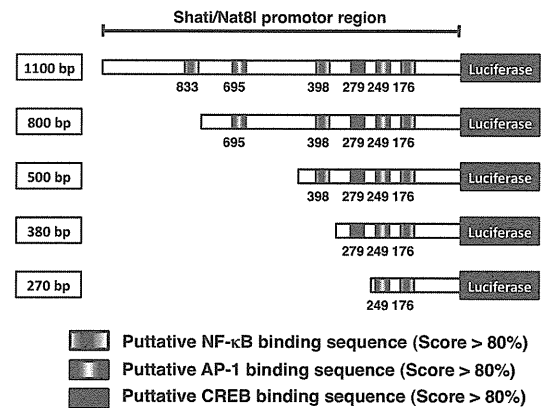 Shati/Nat8l promotor region
1100 bp
Luciferase
833 695 398 279 249 176
800 bp
Luciferase
695 398 279 249 176
500 bp
Luciferase
398 279 249 176
380 bp
Luciferase
279 249 176
270 bp
Luciferase
249 176
Puttative NF-κB binding sequence (Score > 80%)
Puttative AP-1 binding sequence (Score > 80%)
Puttative CREB binding sequence (Score > 80%)